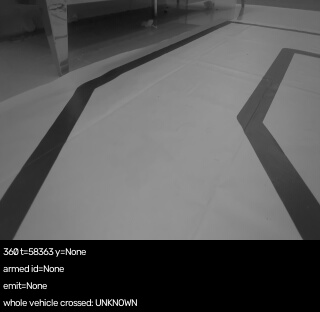 360 t=58363 y=None
armed id=None
emit=None
whole vehicle crossed: UNKNOWN